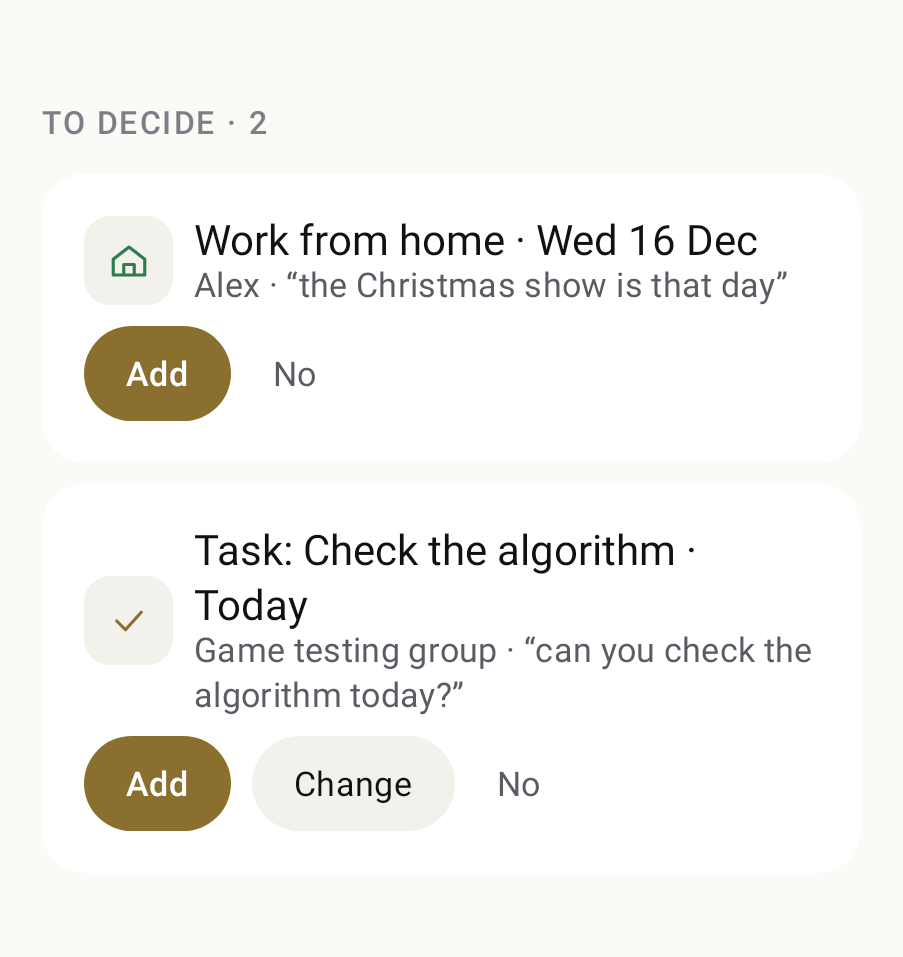 TO DECIDE · 2
Work from home · Wed 16 Dec
Alex · “the Christmas show is that day”
Add
No
Task: Check the algorithm ·
Today
Game testing group · “can you check the
algorithm today?”
Add
Change
No